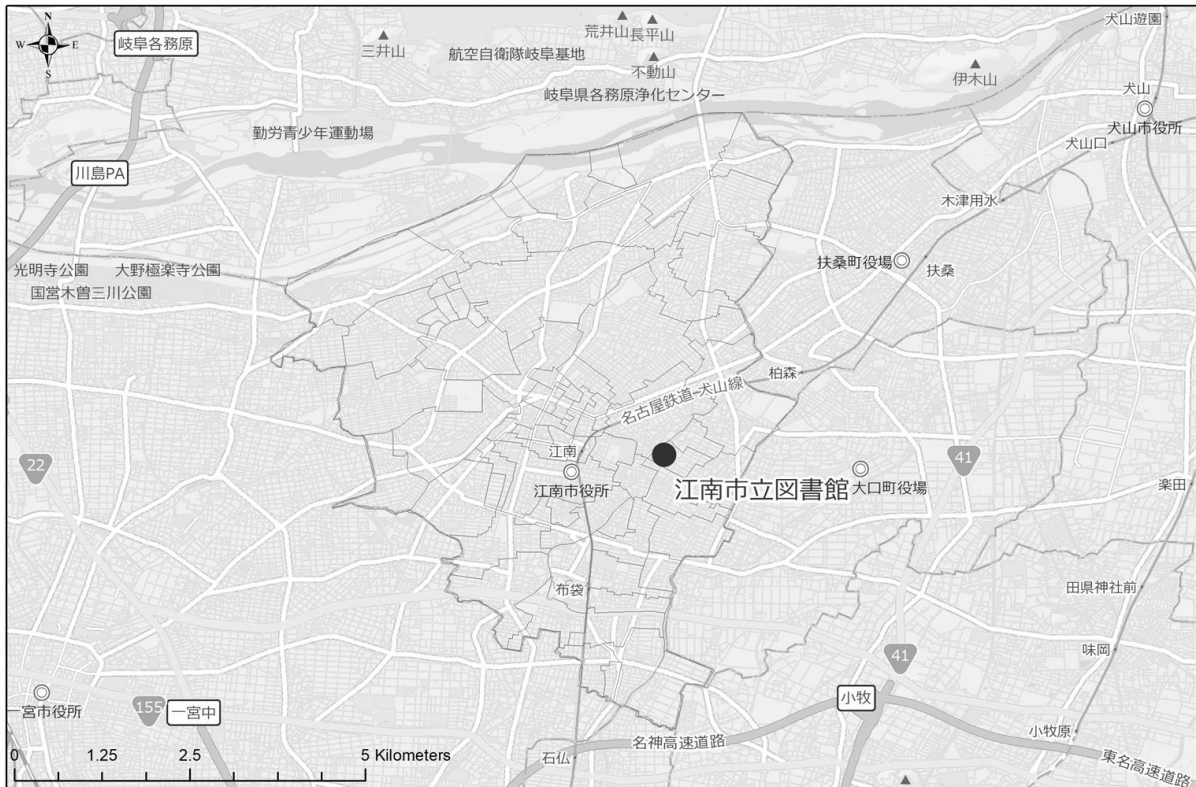 N
W
E
S
岐阜各務原
三井山
荒井山
長平山
航空自衛隊岐阜基地
不動山
岐阜県各務原浄化センター
伊木山
犬山遊園
犬山
犬山市役所
犬山口
勤労青少年運動場
川島PA
木津用水
扶桑町役場
扶桑
光明寺公園
大野極楽寺公園
国営木曽三川公園
柏森
名古屋鉄道 犬山線
江南
江南市役所
江南市立図書館
大口町役場
22
41
楽田
布袋
田県神社前
41
味岡
一宮市役所
155
一宮中
小牧
小牧原
名神高速道路
石仏
東名高速道路
0
1.25
2.5
5 Kilometers